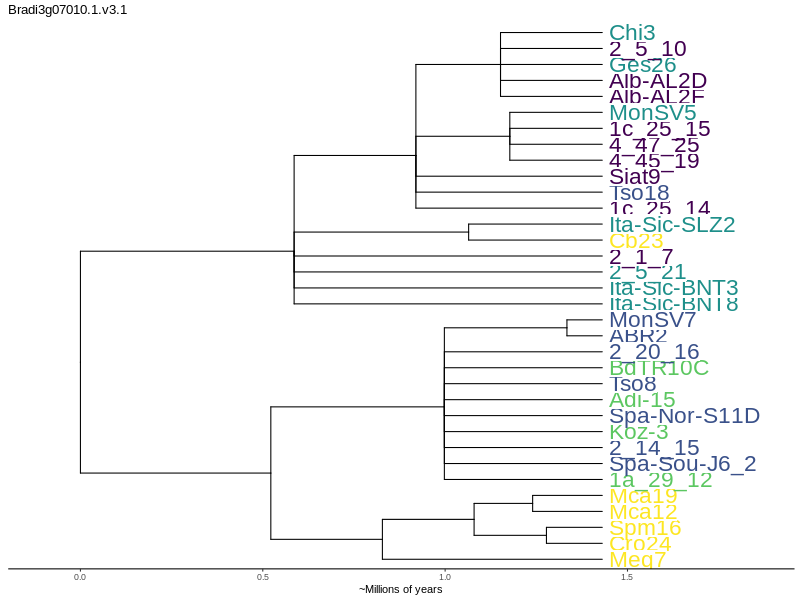 Bradi3g07010.1.v3.1
Chi3
2_5_10
Ges26
Alb-AL2D
Alb-AL2F
MonSV5
1c_25_15
4_47_25
4_45_19
Siat9
Tso18
1c_25_14
Ita-Sic-SLZ2
Cb23
2_1_7
2_5_21
Ita-Sic-BNT3
Ita-Sic-BNT8
MonSV7
ABR2
2_20_16
BdTR10C
Tso8
Adi-15
Spa-Nor-S11D
Koz-3
2_14_15
Spa-Sou-J6_2
1a_29_12
Mca19
Mca12
Spm16
Cro24
Meg7
0.0 0.5 1.0 1.5
~Millions of years